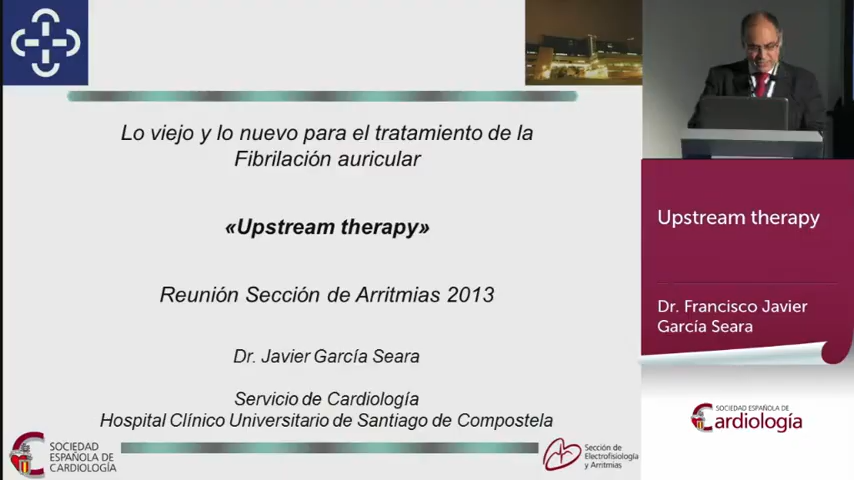 Lo viejo y lo nuevo para el tratamiento de la
Fibrilación auricular
«Upstream therapy»
Reunión Sección de Arritmias 2013
Dr. Javier García Seara
Servicio de Cardiología
Hospital Clínico Universitario de Santiago de Compostela
SOCIEDAD
ESPAÑOLA DE
CARDIOLOGÍA
Sección de
Electrofisiología
y Arritmias
Upstream therapy
Dr. Francisco Javier
García Seara
SOCIEDAD ESPAÑOLA DE
Cardiología